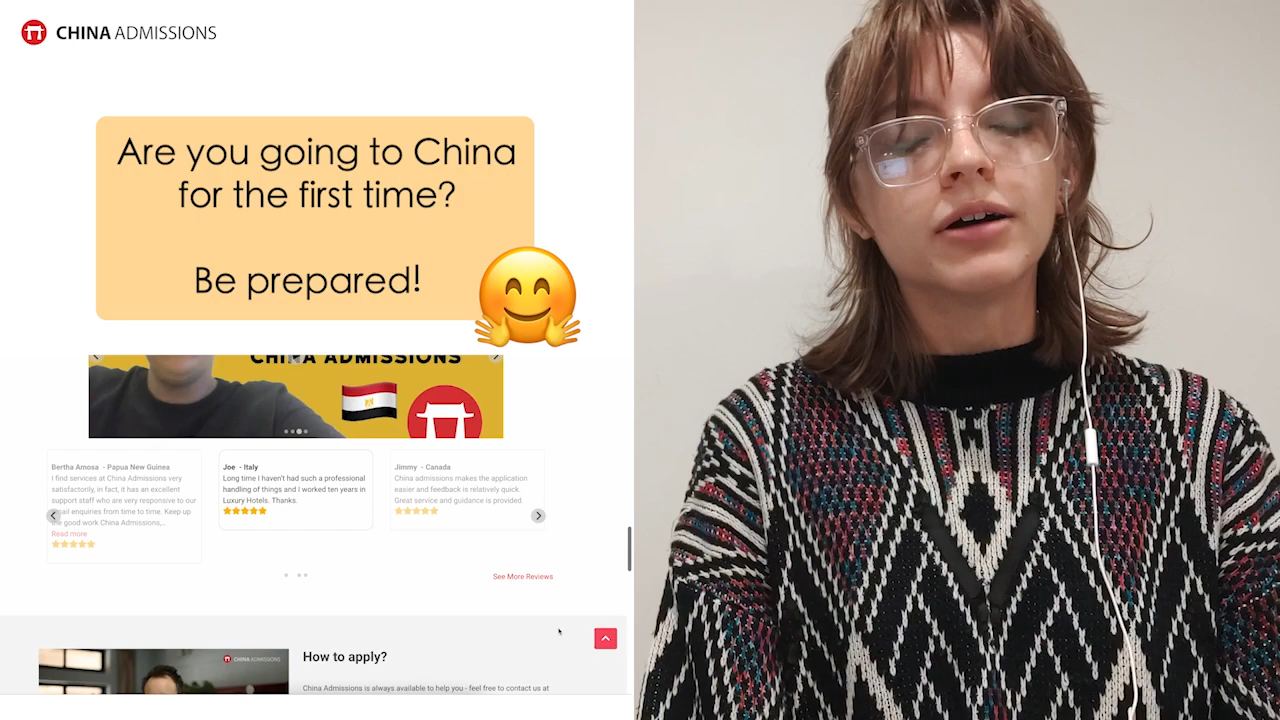 CHINA ADMISSIONS
Are you going to China
for the first time?
Be prepared!
CHINA ADMISSIONS
Bertha Amosa - Papua New Guinea
I find services at China Admissions very
satisfactorily, in fact, it has an excellent
support staff who are very responsive to our
email enquiries from time to time. Keep up
the good work China Admissions,...
Read more
Joe - Italy
Long time I haven't had such a professional
handling of things and I worked ten years in
Luxury Hotels. Thanks.
Jimmy - Canada
China admissions makes the application
easier and feedback is relatively quick.
Great service and guidance is provided.
See More Reviews
CHINA ADMISSIONS
How to apply?
China Admissions is always available to help you - feel free to contact us at